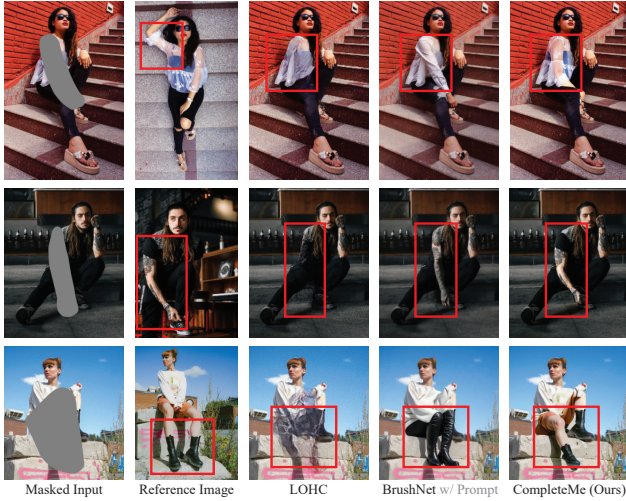 Masked Input
Reference Image
LOHC
BrushNet w/ Prompt
CompleteMe (Ours)